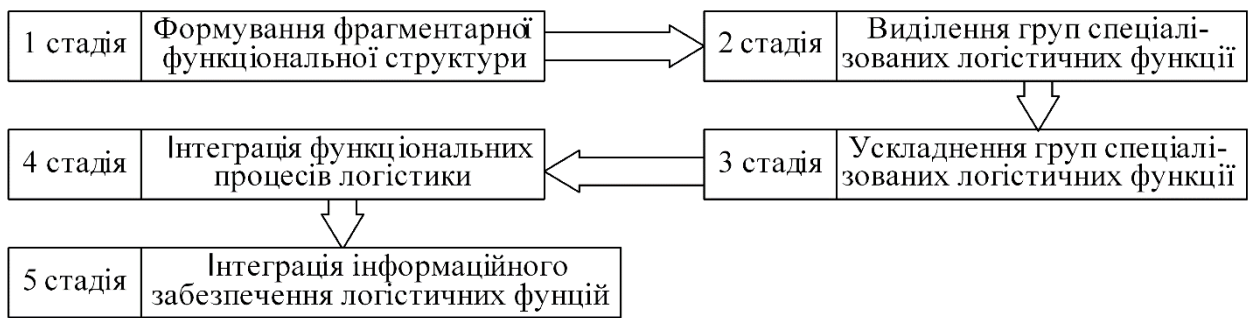 1 стадія
Формування фрагментарної
функціональної структури
2 стадія
Виділення груп спеціалі-
зованих логістичних функції
3 стадія
Ускладнення груп спеціалі-
зованих логістичних функції
4 стадія
Інтеграція функціональних
процесів логістики
5 стадія
Інтеграція інформаційного
забезпечення логістичних фунцій